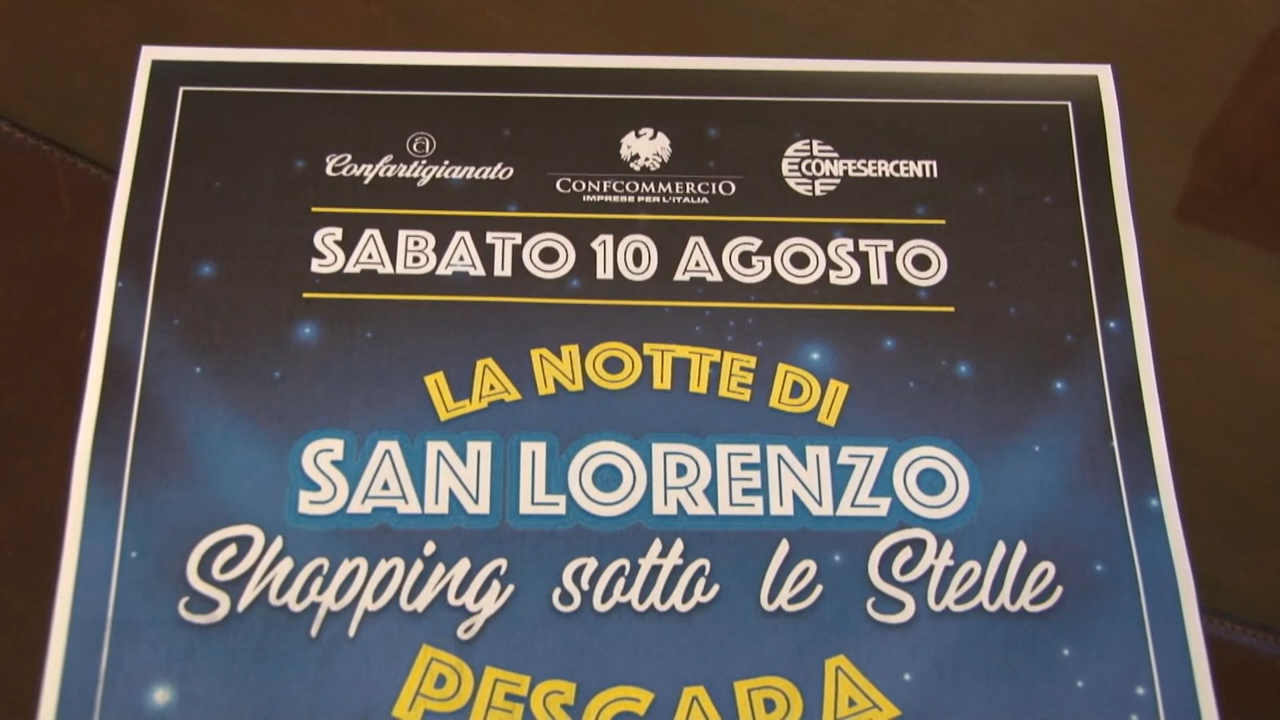 Confartigianato
CONFCOMMERCIO
IMPRESE PER L'ITALIA
CONFESERCENTI
SABATO 10 AGOSTO
LA NOTTE DI
SAN LORENZO
Shopping sotto le Stelle
PESCARA